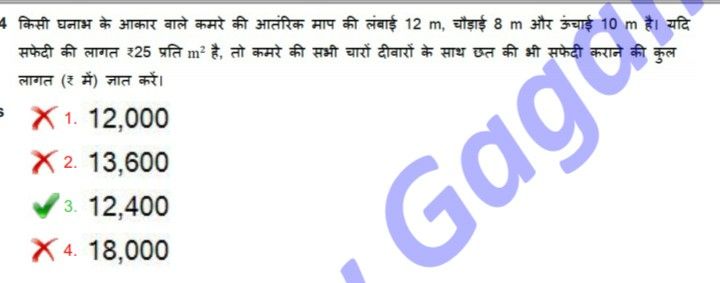 4 किसी घनाभ के आकार वाले कमरे की आतंरिक माप की लंबाई 12 m, चौड़ाई 8 m और ऊंचाई 10 m है। यदि
सफेदी की लागत ₹25 प्रति m² है, तो कमरे की सभी चारों दीवारों के साथ छत की भी सफेदी कराने की कुल
लागत (₹ में) ज्ञात करें।
1. 12,000
2. 13,600
3. 12,400
4. 18,000
Gagan